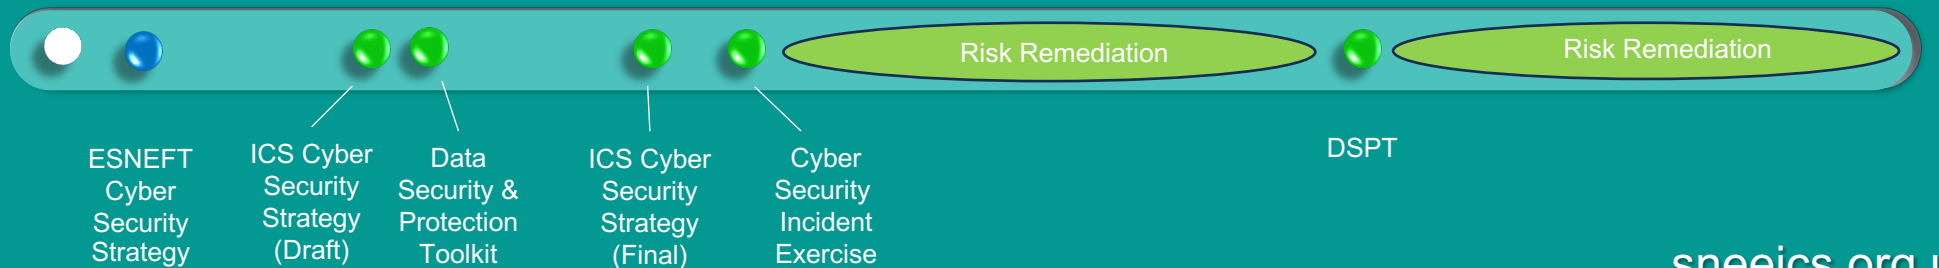 Risk Remediation
Risk Remediation
ESNEFT
Cyber
Security
Strategy
ICS Cyber
Security
Strategy
(Draft)
Data
Security &
Protection
Toolkit
ICS Cyber
Security
Strategy
(Final)
Cyber
Security
Incident
Exercise
DSPT